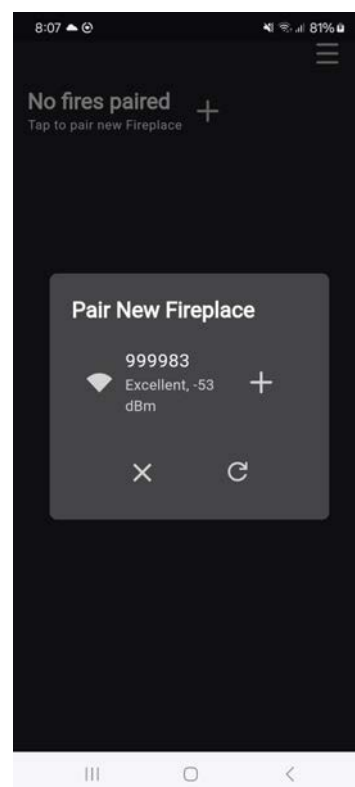 8:07
81%
No fires paired
Tap to pair new Fireplace
Pair New Fireplace
999983
Excellent, -53
dBm